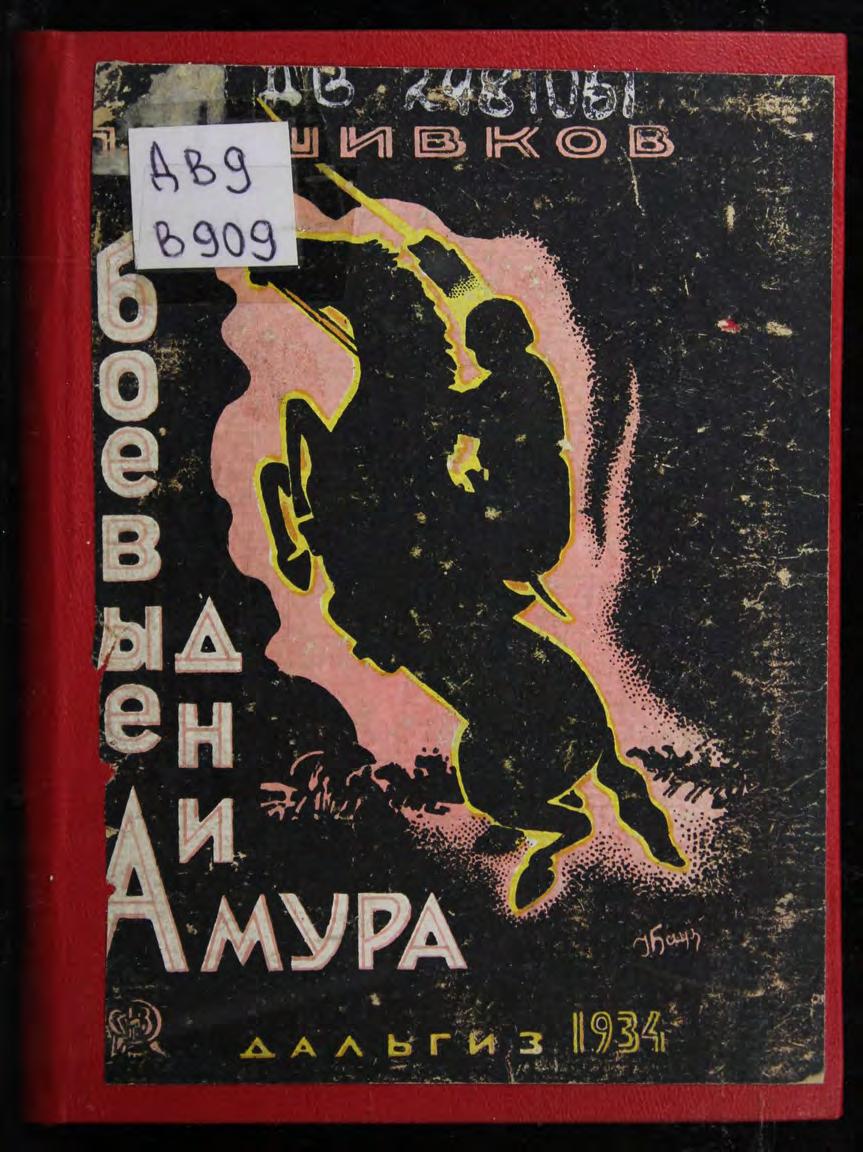 ДВ 2481061
ШИВКОВ
ДВ9
В909
боевые
дни
Амура
ДАЛЬГИЗ 1934